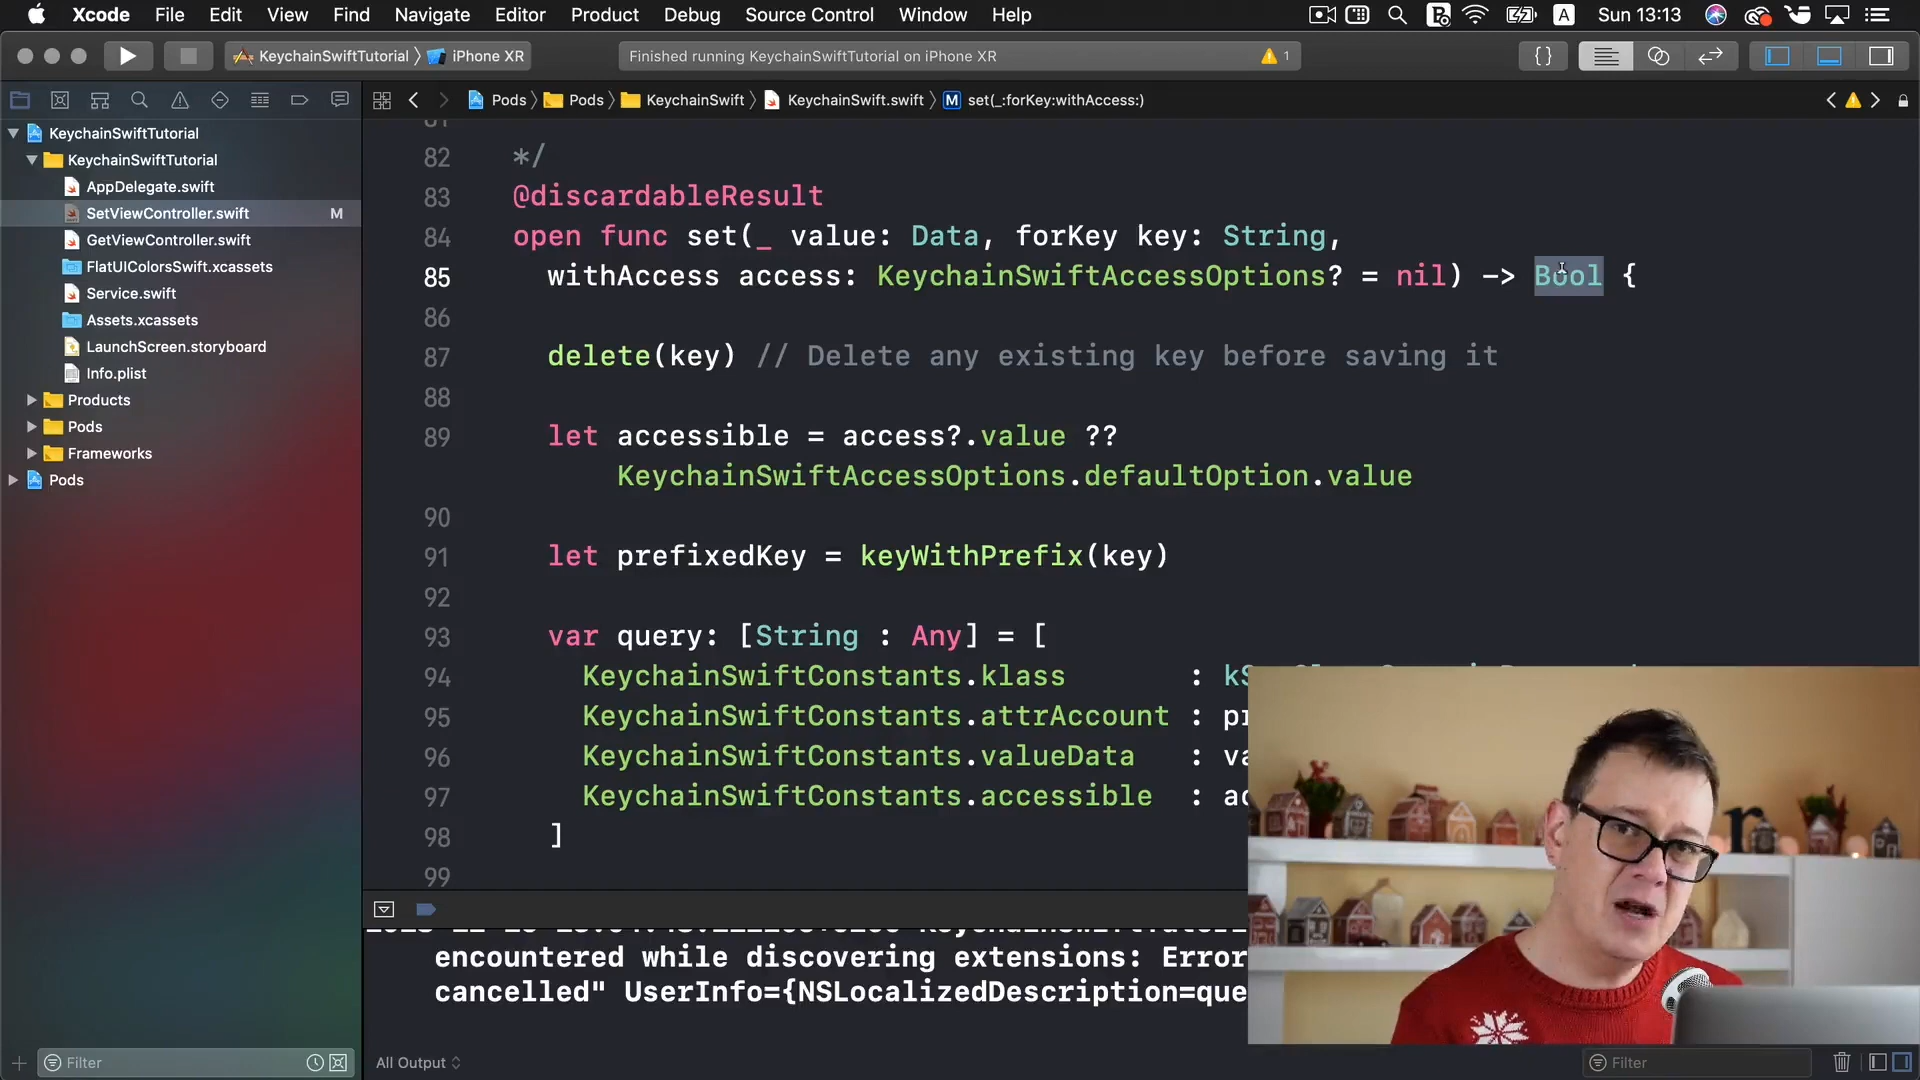 Xcode File Edit View Find Navigate Editor Product Debug Source Control Window Help
A Sun 13:13
KeychainSwiftTutorial iPhone XR
Finished running KeychainSwiftTutorial on iPhone XR
1
Pods Pods KeychainSwift KeychainSwift.swift M set(_:forKey:withAccess:)
KeychainSwiftTutorial
KeychainSwiftTutorial
AppDelegate.swift
SetViewController.swift M
GetViewController.swift
FlatUIColorsSwift.xcassets
Service.swift
Assets.xcassets
LaunchScreen.storyboard
Info.plist
Products
Pods
Frameworks
Pods
82 */
83 @discardableResult
84 open func set(_ value: Data, forKey key: String,
85 withAccess access: KeychainSwiftAccessOptions? = nil) -> Bool {
86
87 delete(key) // Delete any existing key before saving it
88
89 let accessible = access?.value ??
KeychainSwiftAccessOptions.defaultOption.value
90
91 let prefixedKey = keyWithPrefix(key)
92
93 var query: [String : Any] = [
94 KeychainSwiftConstants.klass :
95 KeychainSwiftConstants.attrAccount : pr
96 KeychainSwiftConstants.valueData : va
97 KeychainSwiftConstants.accessible : ac
98 ]
99
encountered while discovering extensions: Error
cancelled" UserInfo={NSLocalizedDescription=que
Filter
All Output
Filter